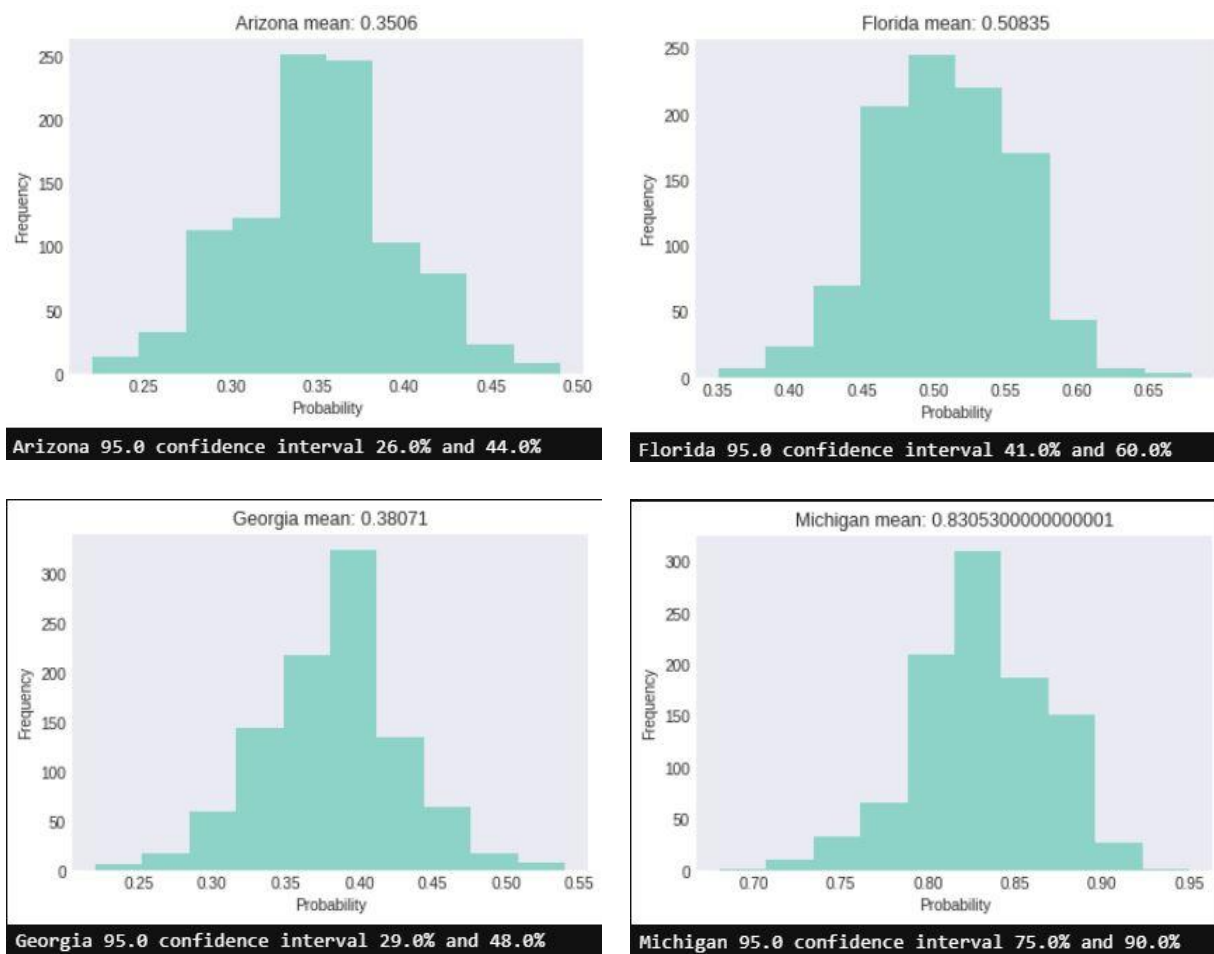 Arizona mean: 0.3506
250
200
150
100
50
0
Frequency
0.25 0.30 0.35 0.40 0.45 0.50
Probability
Arizona 95.0 confidence interval 26.0% and 44.0%
Florida mean: 0.50835
250
200
150
100
50
0
Frequency
0.35 0.40 0.45 0.50 0.55 0.60 0.65
Probability
Florida 95.0 confidence interval 41.0% and 60.0%
Georgia mean: 0.38071
300
250
200
150
100
50
0
Frequency
0.25 0.30 0.35 0.40 0.45 0.50 0.55
Probability
Georgia 95.0 confidence interval 29.0% and 48.0%
Michigan mean: 0.8305300000000001
300
250
200
150
100
50
0
Frequency
0.70 0.75 0.80 0.85 0.90 0.95
Probability
Michigan 95.0 confidence interval 75.0% and 90.0%